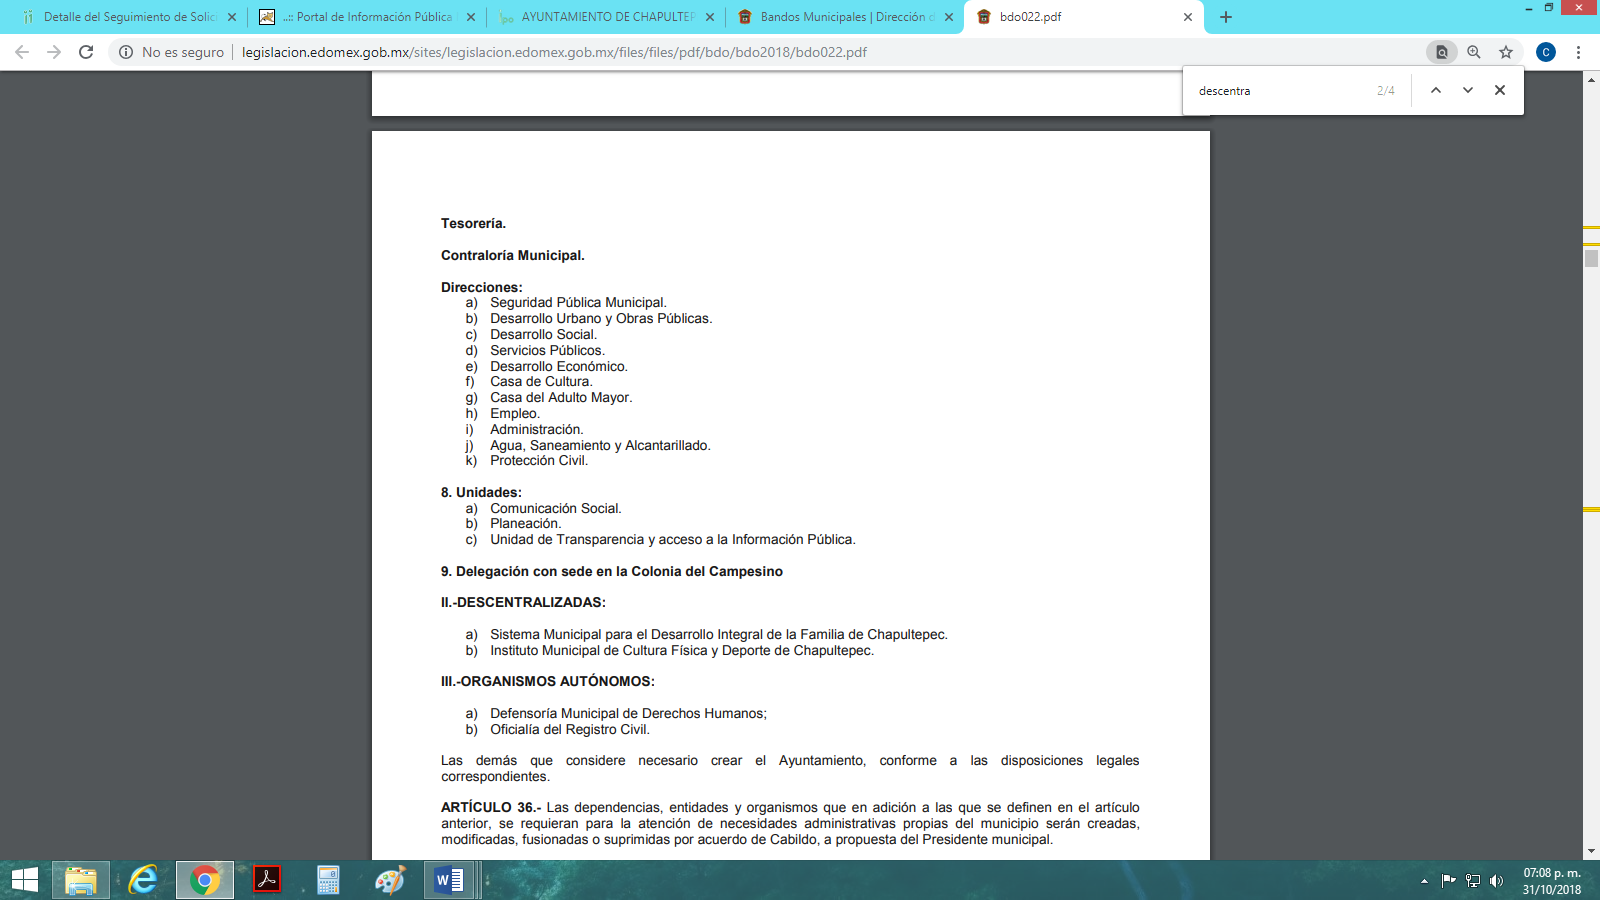 Detalle del Seguimiento de Solici
..:: Portal de Información Pública
AYUNTAMIENTO DE CHAPULTEP
Bandos Municipales | Dirección d
bdo022.pdf
No es seguro
legislacion.edomex.gob.mx/sites/legislacion.edomex.gob.mx/files/files/pdf/bdo/bdo2018/bdo022.pdf
C
descentra
2/4
Tesorería.
Contraloría Municipal.
Direcciones:
a) Seguridad Pública Municipal.
b) Desarrollo Urbano y Obras Públicas.
c) Desarrollo Social.
d) Servicios Públicos.
e) Desarrollo Económico.
f) Casa de Cultura.
g) Casa del Adulto Mayor.
h) Empleo.
i) Administración.
j) Agua, Saneamiento y Alcantarillado.
k) Protección Civil.
8. Unidades:
a) Comunicación Social.
b) Planeación.
c) Unidad de Transparencia y acceso a la Información Pública.
9. Delegación con sede en la Colonia del Campesino
II.-DESCENTRALIZADAS:
a) Sistema Municipal para el Desarrollo Integral de la Familia de Chapultepec.
b) Instituto Municipal de Cultura Física y Deporte de Chapultepec.
III.-ORGANISMOS AUTÓNOMOS:
a) Defensoría Municipal de Derechos Humanos;
b) Oficialía del Registro Civil.
Las demás que considere necesario crear el Ayuntamiento, conforme a las disposiciones legales
correspondientes.
ARTÍCULO 36.- Las dependencias, entidades y organismos que en adición a las que se definen en el artículo
anterior, se requieran para la atención de necesidades administrativas propias del municipio serán creadas,
modificadas, fusionadas o suprimidas por acuerdo de Cabildo, a propuesta del Presidente municipal.
07:08 p. m.
31/10/2018